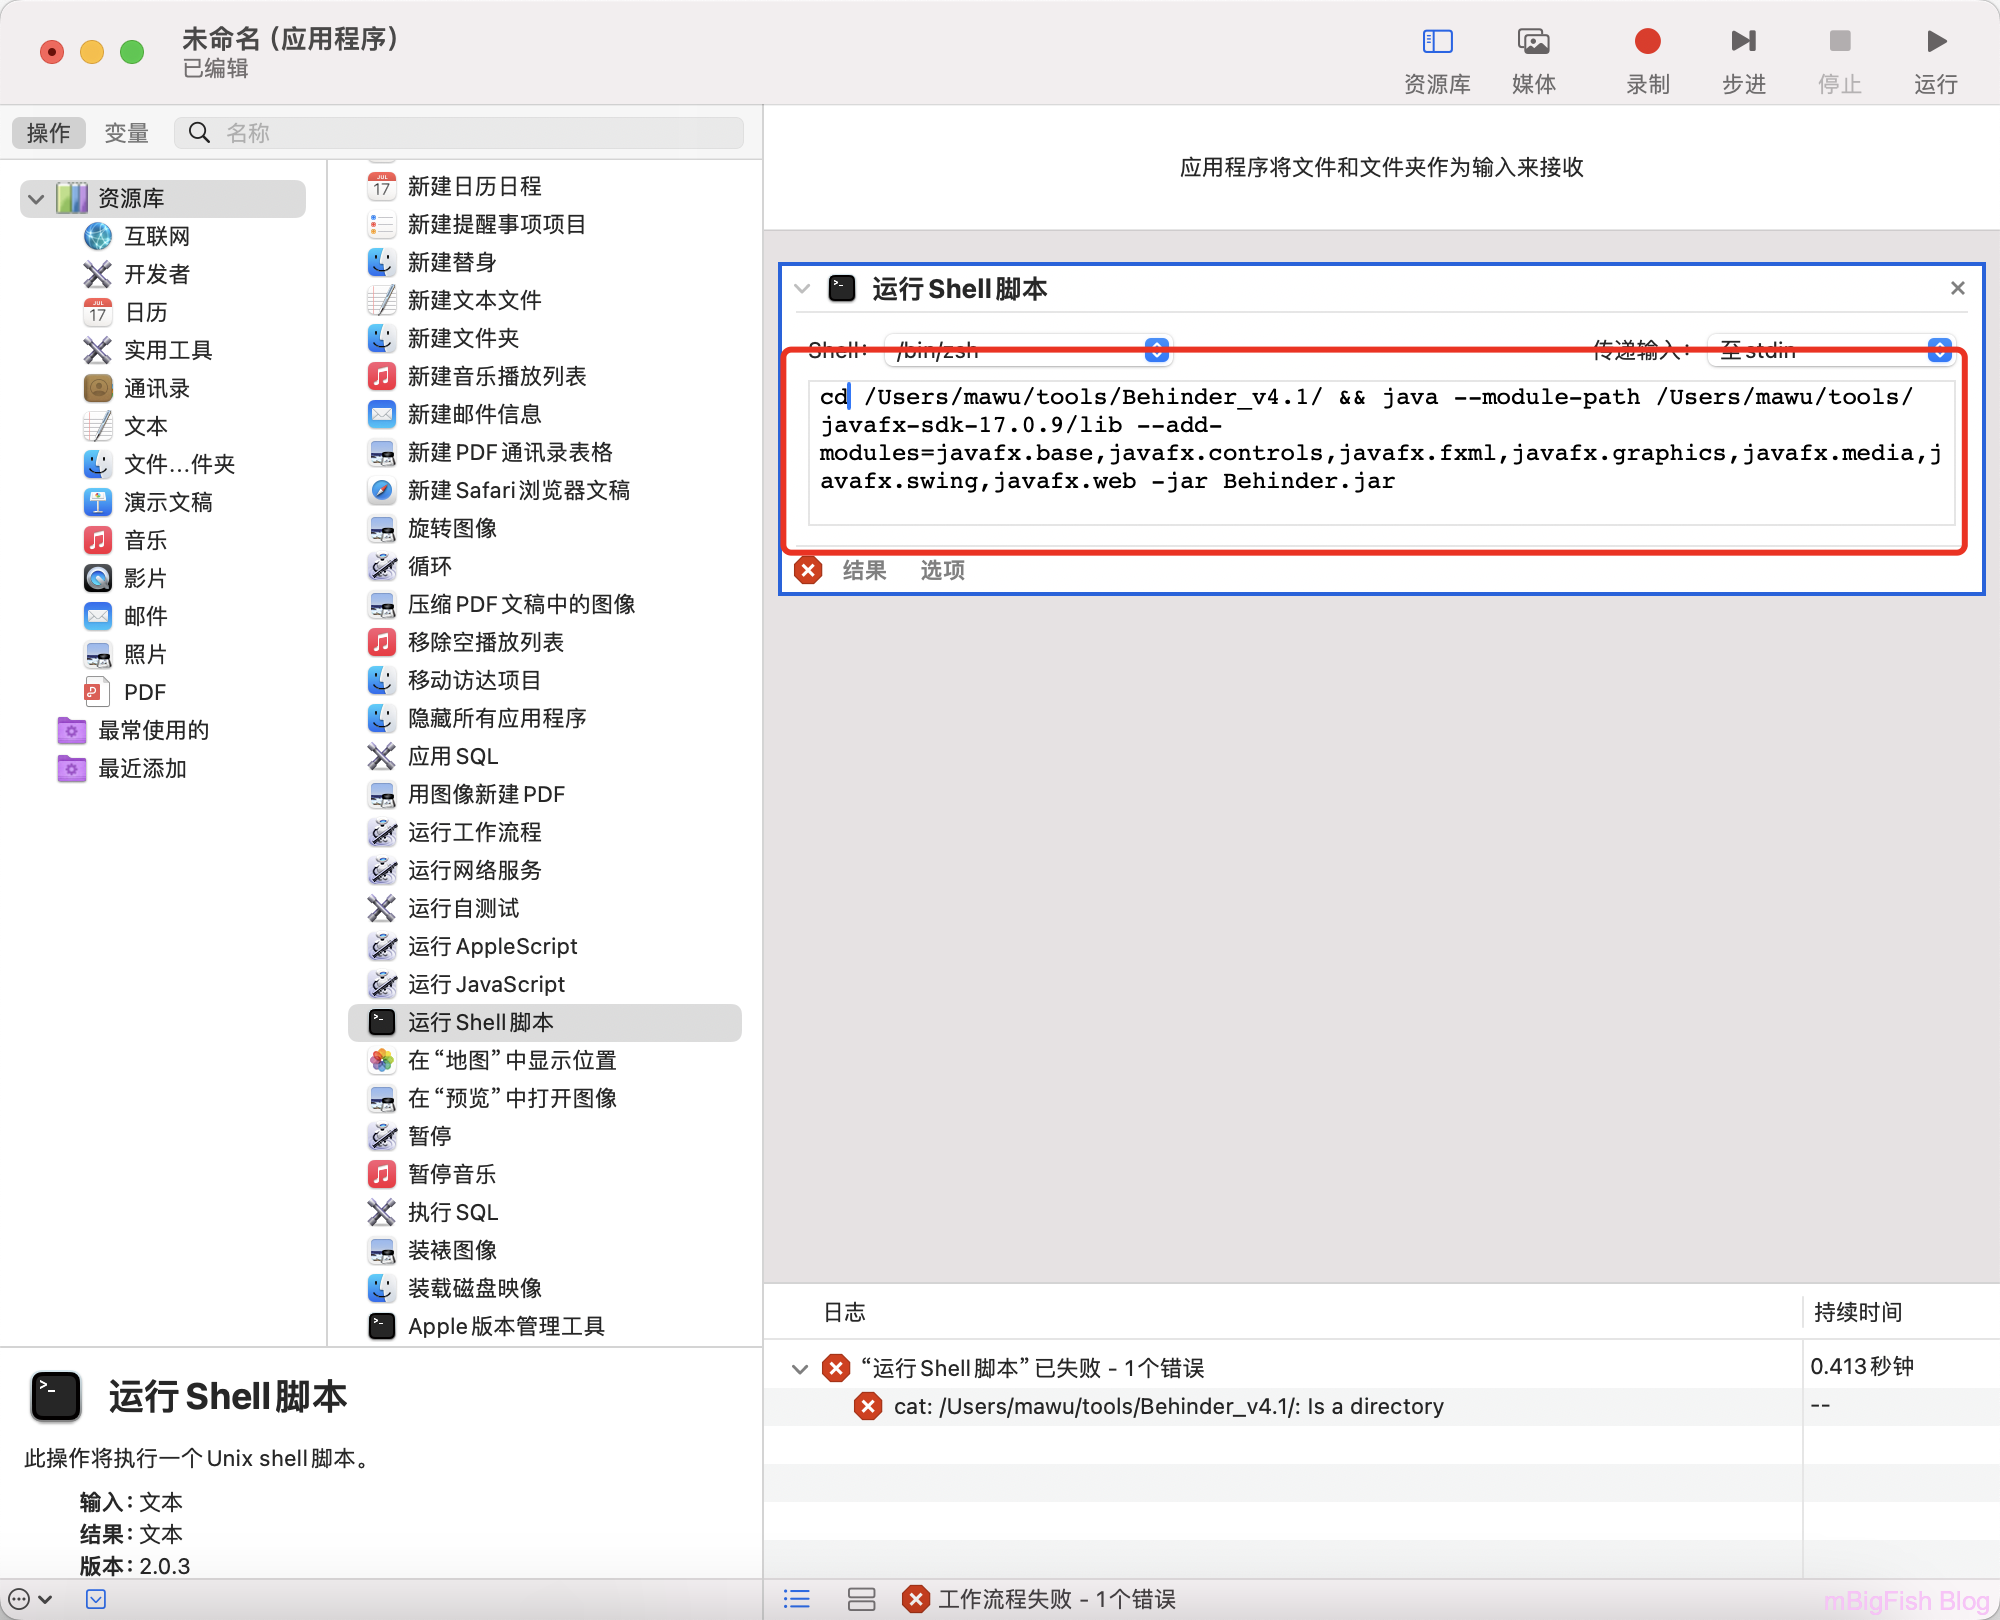 未命名（应用程序）
已编辑
资源库
媒体
录制
步进
停止
运行
操作
变量
名称
资源库
互联网
开发者
JUL
17
日历
实用工具
通讯录
文本
文件...件夹
演示文稿
音乐
影片
邮件
照片
PDF
最常使用的
最近添加
JUL
17
新建日历日程
新建提醒事项项目
新建替身
新建文本文件
新建文件夹
新建音乐播放列表
新建邮件信息
新建PDF通讯录表格
新建Safari浏览器文稿
旋转图像
循环
压缩PDF文稿中的图像
移除空播放列表
移动访达项目
隐藏所有应用程序
应用SQL
用图像新建PDF
运行工作流程
运行网络服务
运行自测试
运行AppleScript
运行JavaScript
运行Shell脚本
在“地图”中显示位置
在“预览”中打开图像
暂停
暂停音乐
执行SQL
装裱图像
装载磁盘映像
Apple版本管理工具
应用程序将文件和文件夹作为输入来接收
运行Shell脚本
Shell：
/bin/zsh
传递输入：
至stdin
cd /Users/mawu/tools/Behinder_v4.1/ && java --module-path /Users/mawu/tools/
javafx-sdk-17.0.9/lib --add-
modules=javafx.base,javafx.controls,javafx.fxml,javafx.graphics,javafx.media,j
avafx.swing,javafx.web -jar Behinder.jar
结果
选项
日志
持续时间
“运行Shell脚本”已失败 - 1个错误
0.413秒钟
cat: /Users/mawu/tools/Behinder_v4.1/: Is a directory
--
运行Shell脚本
此操作将执行一个Unix shell脚本。
输入：文本
结果：文本
版本：2.0.3
工作流程失败 - 1个错误
mBigFish Blog